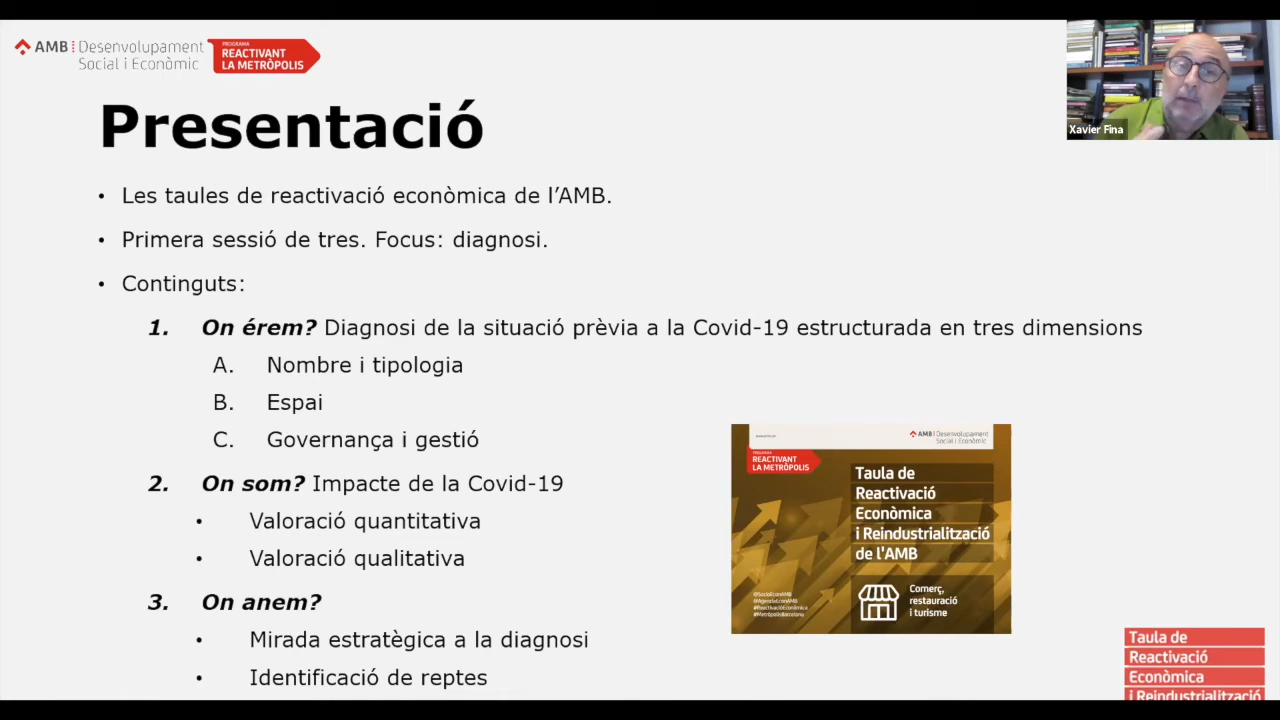 AMB Desenvolupament
Social i Econòmic
PROGRAMA
REACTIVANT
LA METRÒPOLIS
Xavier Fina
Presentació
• Les taules de reactivació econòmica de l’AMB.
• Primera sessió de tres. Focus: diagnosi.
• Continguts:
1. On érem? Diagnosi de la situació prèvia a la Covid-19 estructurada en tres dimensions
A. Nombre i tipologia
B. Espai
C. Governança i gestió
2. On som? Impacte de la Covid-19
• Valoració quantitativa
• Valoració qualitativa
3. On anem?
• Mirada estratègica a la diagnosi
• Identificació de reptes
AMB Desenvolupament
Social i Econòmic
REACTIVANT
LA METRÒPOLIS
Taula de
Reactivació
Econòmica
i Reindustrialització
de l'AMB
@SocioEconAMB
@AgenciaEconAMB
#ReactivacióEconòmica
#MetròpolisBarcelona
Comerç,
restauració
i turisme
Taula de
Reactivació
Econòmica
i Reindustrialització